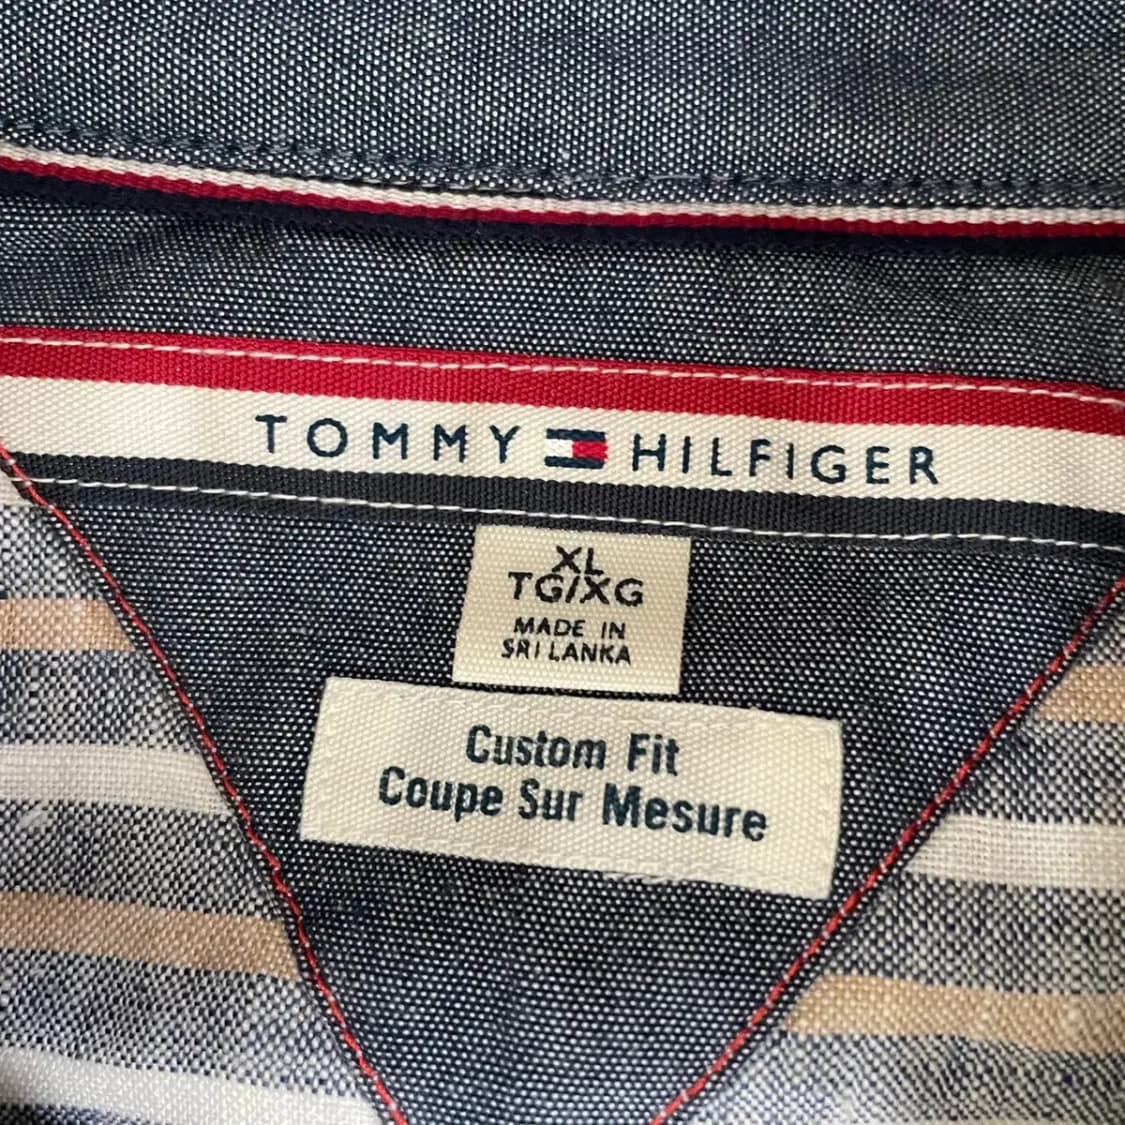 TOMMY HILFIGER
XL
TG/XG
MADE IN
SRI LANKA
Custom Fit
Coupe Sur Mesure